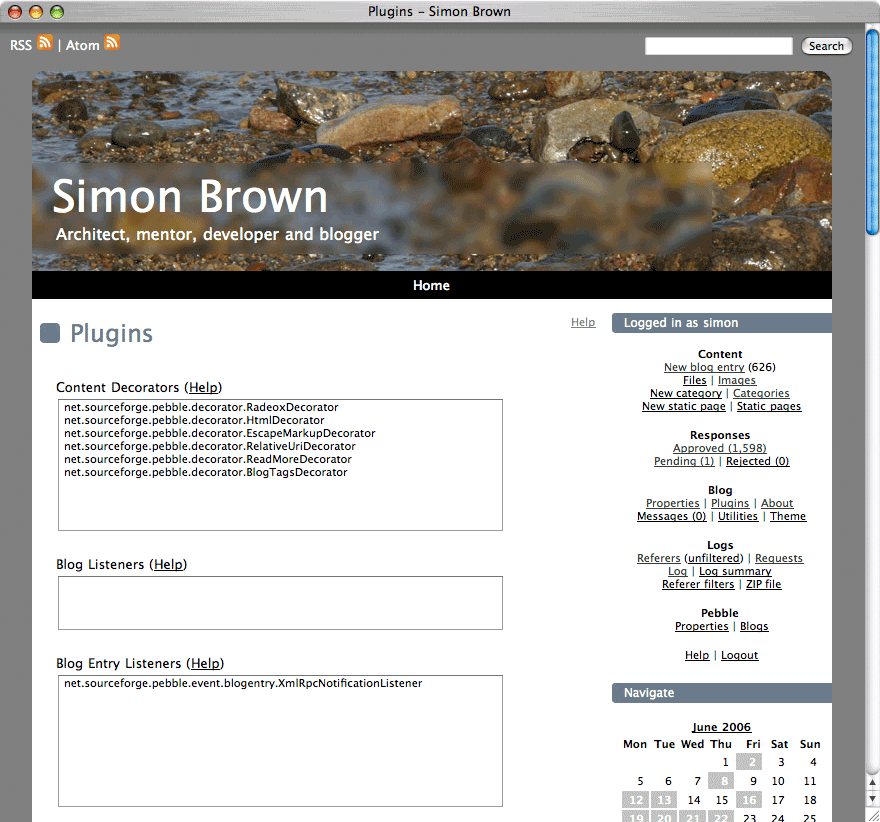 Plugins – Simon Brown
RSS | Atom
Search
Simon Brown
Architect, mentor, developer and blogger
Home
Plugins
Help
Content Decorators (Help)
net.sourceforge.pebble.decorator.RadeoxDecorator
net.sourceforge.pebble.decorator.HtmlDecorator
net.sourceforge.pebble.decorator.EscapeMarkupDecorator
net.sourceforge.pebble.decorator.RelativeUriDecorator
net.sourceforge.pebble.decorator.ReadMoreDecorator
net.sourceforge.pebble.decorator.BlogTagsDecorator
Blog Listeners (Help)
Blog Entry Listeners (Help)
net.sourceforge.pebble.event.blogentry.XmlRpcNotificationListener
Logged in as simon
Content
New blog entry (626)
Files | Images
New category | Categories
New static page | Static pages
Responses
Approved (1,598)
Pending (1) | Rejected (0)
Blog
Properties | Plugins | About
Messages (0) | Utilities | Theme
Logs
Referers (unfiltered) | Requests
Log | Log summary
Referer filters | ZIP file
Pebble
Properties | Blogs
Help | Logout
Navigate
June 2006
Mon Tue Wed Thu Fri Sat Sun
1 2 3 4
5 6 7 8 9 10 11
12 13 14 15 16 17 18
19 20 21 22 23 24 25